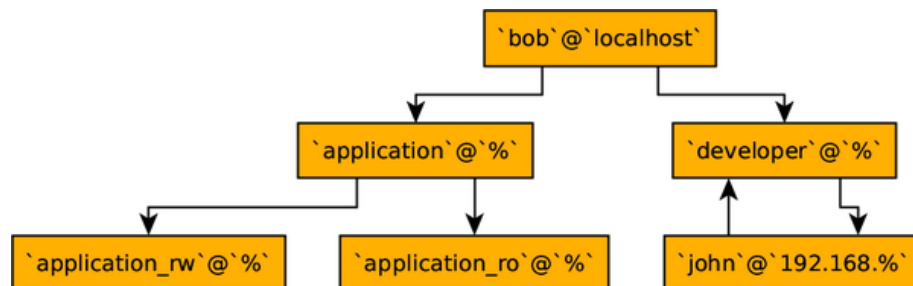 `bob`@`localhost`
`application`@`%`
`developer`@`%`
`application_rw`@`%`
`application_ro`@`%`
`john`@`192.168.%`